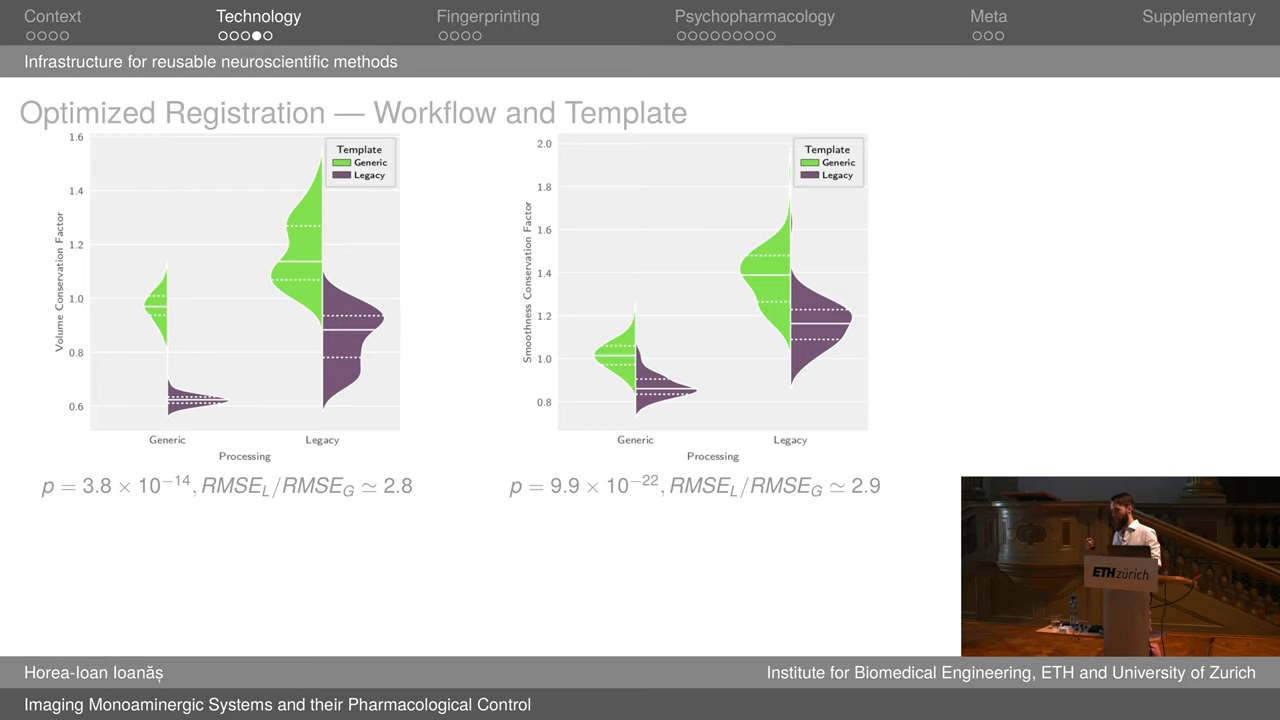 Context Technology Fingerprinting Psychopharmacology Meta Supplementary
Infrastructure for reusable neuroscientific methods
Optimized Registration — Workflow and Template
1.6
1.4
1.2
1.0
0.8
0.6
Volume Conservation Factor
Template
Generic
Legacy
Generic Legacy
Processing
2.0
1.8
1.6
1.4
1.2
1.0
0.8
Smoothness Conservation Factor
Template
Generic
Legacy
Generic Legacy
Processing
p = 3.8 × 10⁻¹⁴, RMSE_L/RMSE_G ≃ 2.8
p = 9.9 × 10⁻²², RMSE_L/RMSE_G ≃ 2.9
ETH zürich
Horea-Ioan Ioanăș Institute for Biomedical Engineering, ETH and University of Zurich
Imaging Monoaminergic Systems and their Pharmacological Control